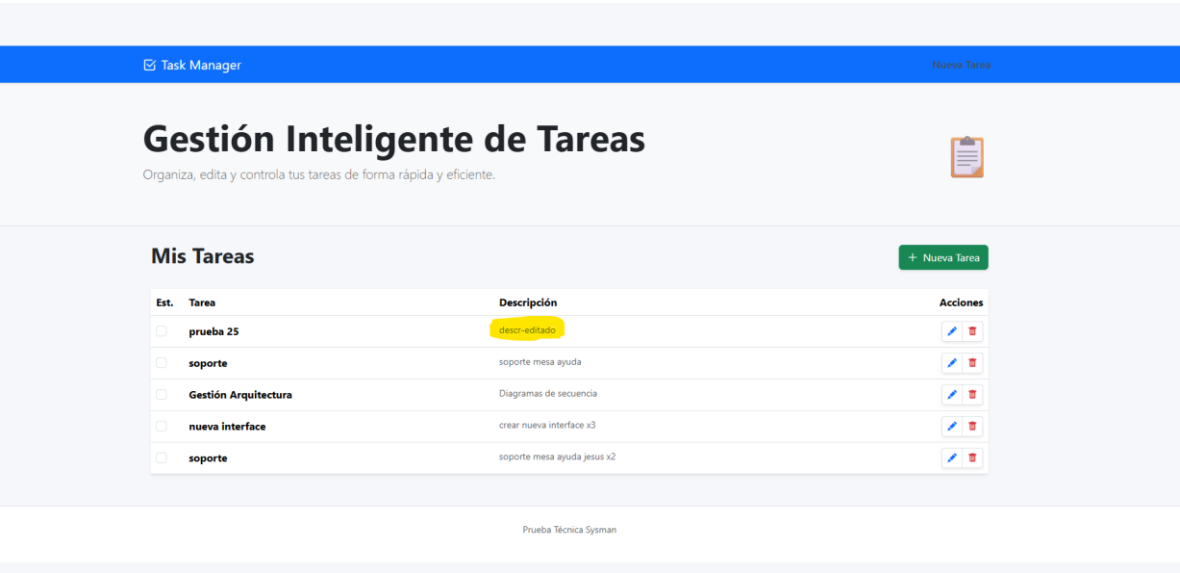 Task Manager
Nueva Tarea
Gestión Inteligente de Tareas
Organiza, edita y controla tus tareas de forma rápida y eficiente.
Mis Tareas
+ Nueva Tarea
Est. Tarea Descripción Acciones
prueba 25 descr-editado
soporte soporte mesa ayuda
Gestión Arquitectura Diagramas de secuencia
nueva interface crear nueva interface x3
soporte soporte mesa ayuda jesus x2
Prueba Técnica Sysman